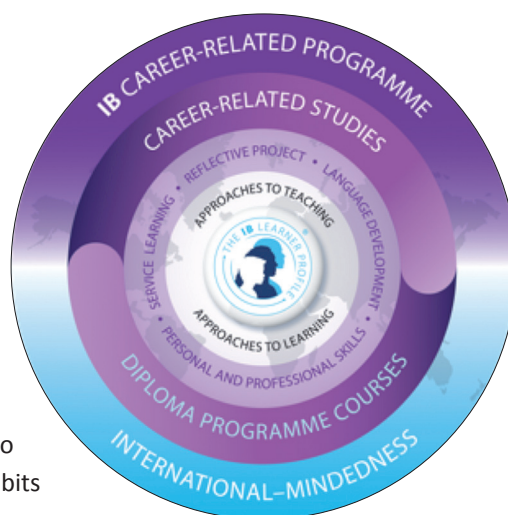 IB CAREER-RELATED PROGRAMME
CAREER-RELATED STUDIES
SERVICE LEARNING • REFLECTIVE PROJECT • LANGUAGE DEVELOPMENT • PERSONAL AND PROFESSIONAL SKILLS •
APPROACHES TO TEACHING
THE IB LEARNER PROFILE
APPROACHES TO LEARNING
DIPLOMA PROGRAMME COURSES
INTERNATIONAL–MINDEDNESS
o
bits